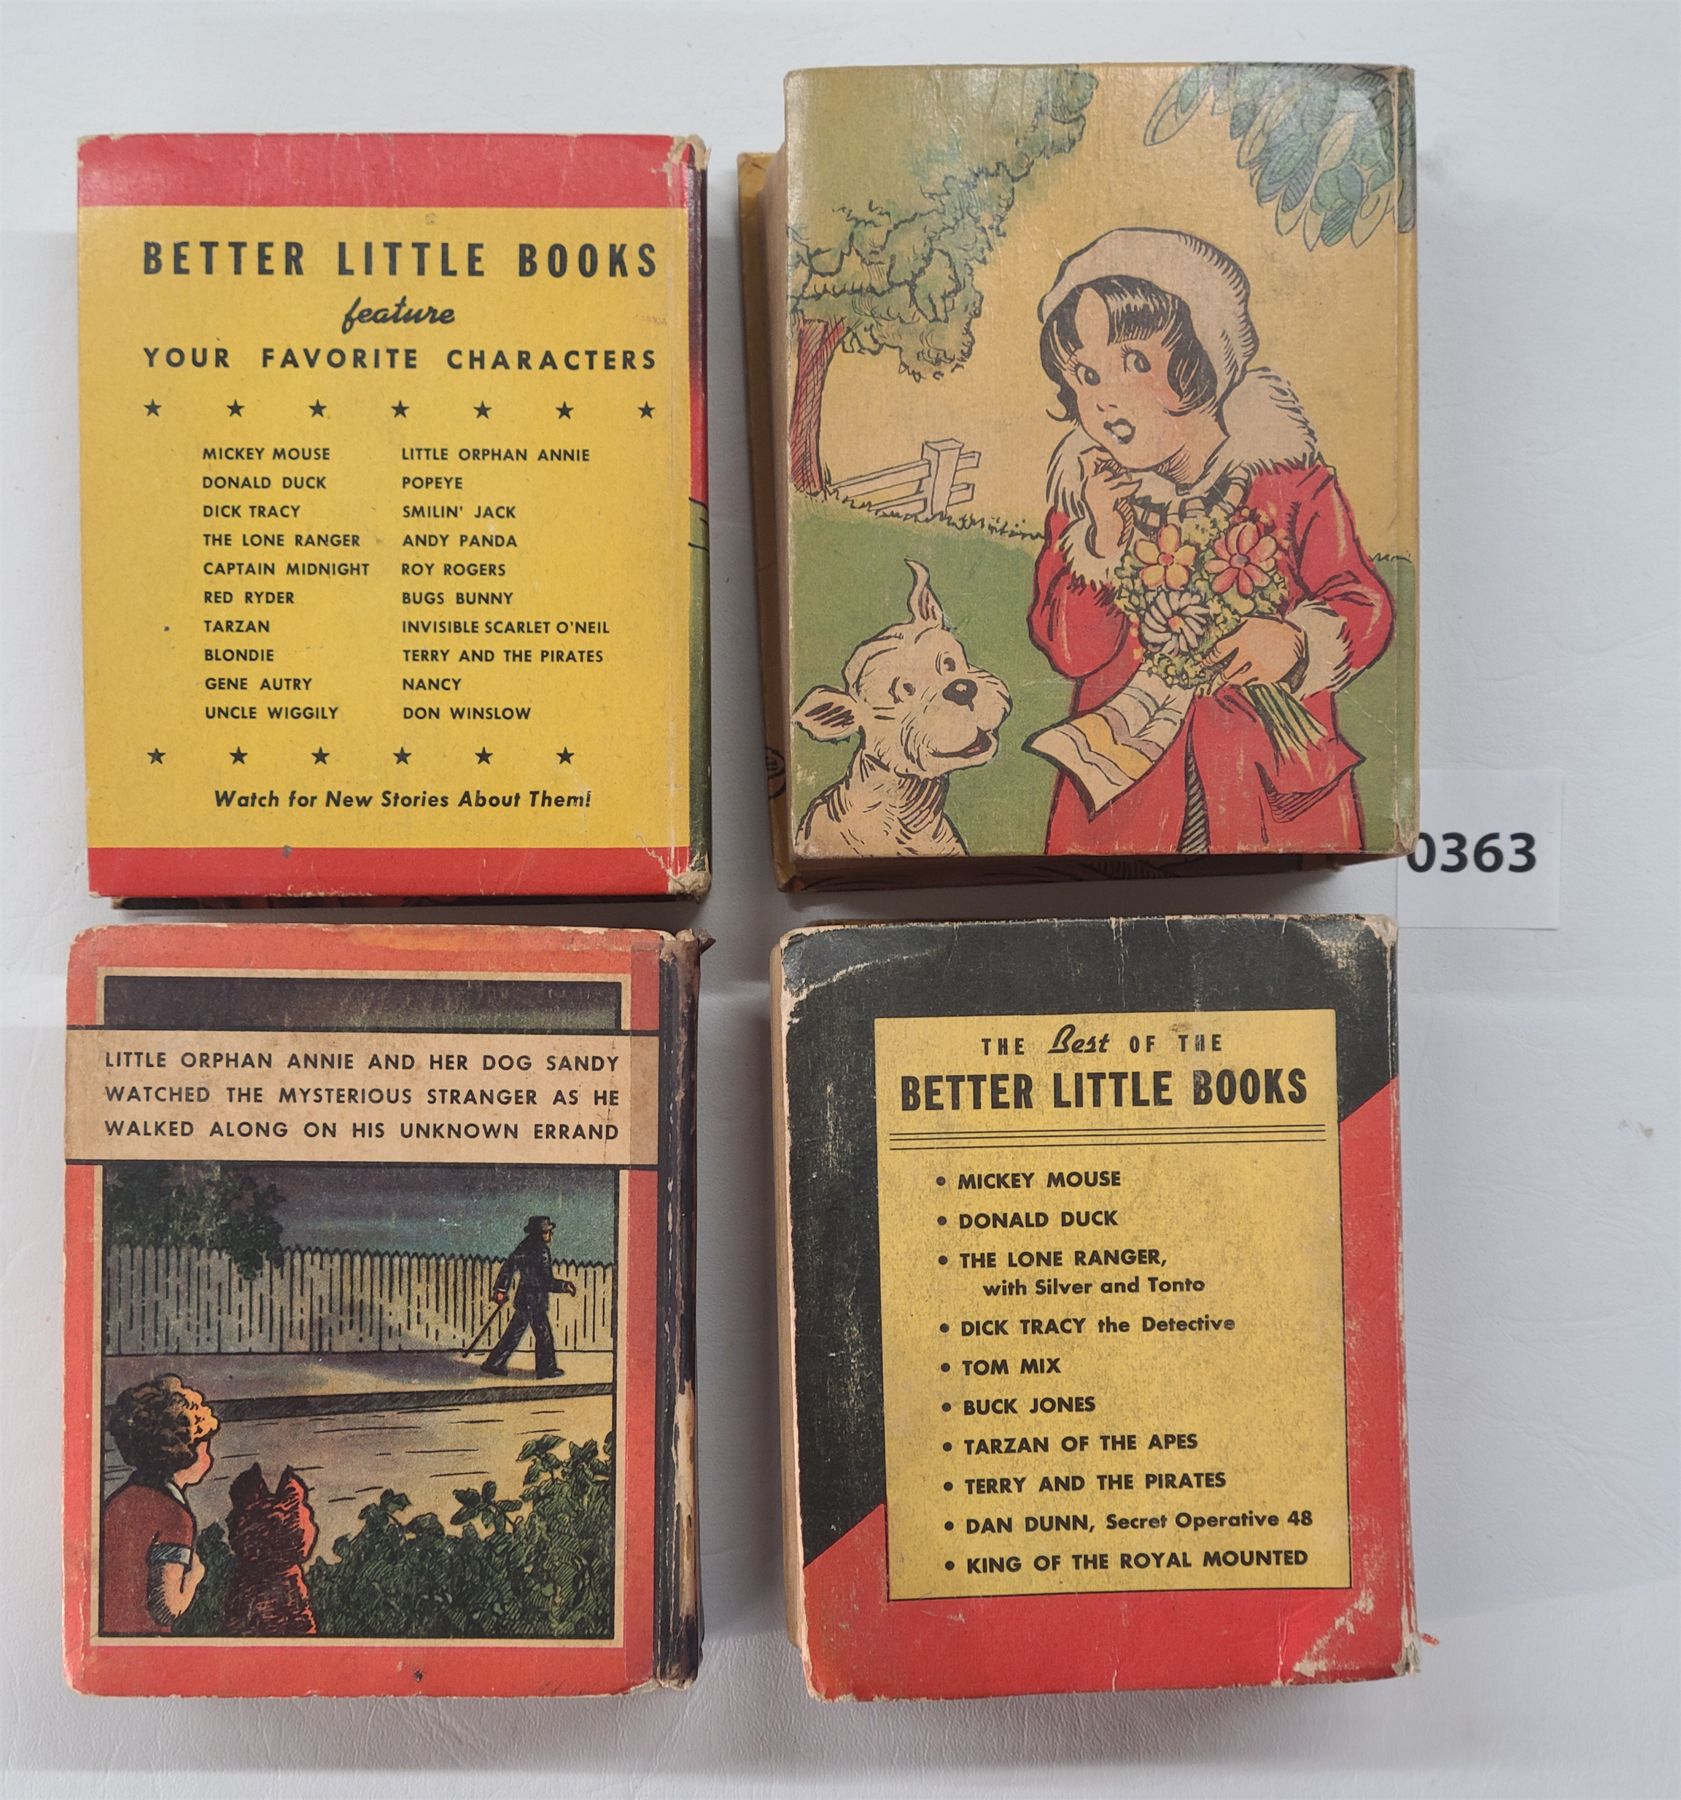 BETTER LITTLE BOOKS
feature
YOUR FAVORITE CHARACTERS
MICKEY MOUSE
DONALD DUCK
DICK TRACY
THE LONE RANGER
CAPTAIN MIDNIGHT
RED RYDER
TARZAN
BLONDIE
GENE AUTRY
UNCLE WIGGILY
LITTLE ORPHAN ANNIE
POPEYE
SMILIN' JACK
ANDY PANDA
ROY ROGERS
BUGS BUNNY
INVISIBLE SCARLET O'NEIL
TERRY AND THE PIRATES
NANCY
DON WINSLOW
Watch for New Stories About Them!
0363
LITTLE ORPHAN ANNIE AND HER DOG SANDY
WATCHED THE MYSTERIOUS STRANGER AS HE
WALKED ALONG ON HIS UNKNOWN ERRAND
THE Best OF THE
BETTER LITTLE BOOKS
• MICKEY MOUSE
• DONALD DUCK
• THE LONE RANGER,
with Silver and Tonto
• DICK TRACY the Detective
• TOM MIX
• BUCK JONES
• TARZAN OF THE APES
• TERRY AND THE PIRATES
• DAN DUNN, Secret Operative 48
• KING OF THE ROYAL MOUNTED